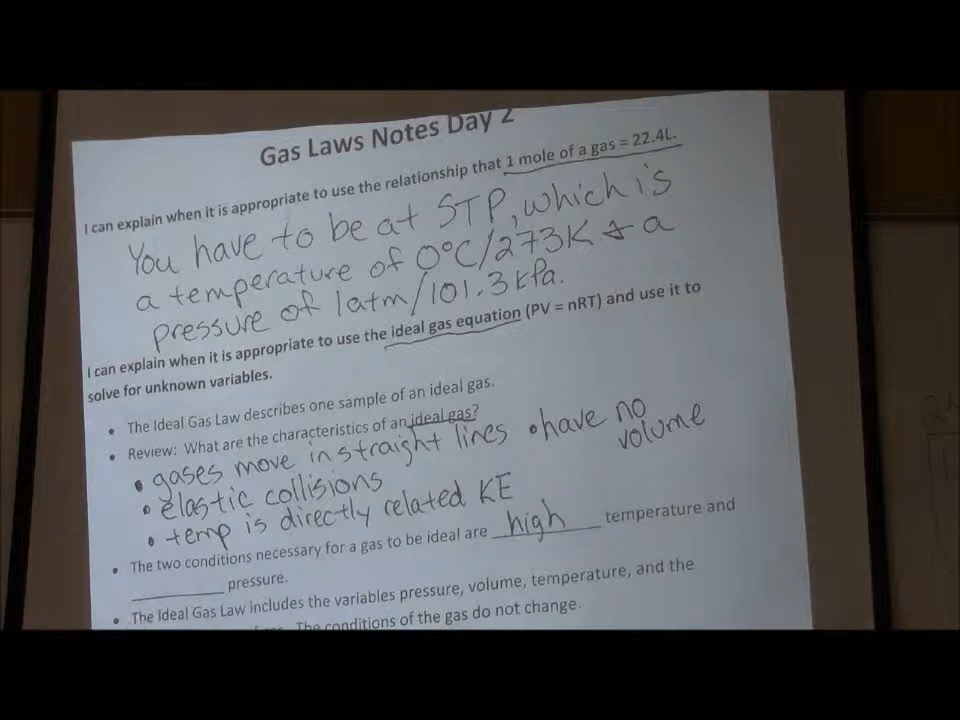 Gas Laws Notes Day 2
I can explain when it is appropriate to use the relationship that 1 mole of a gas = 22.4L.
You have to be at STP, which is
a temperature of 0°C/273K & a
pressure of 1atm/101.3kPa.
I can explain when it is appropriate to use the ideal gas equation (PV = nRT) and use it to
solve for unknown variables.
• The Ideal Gas Law describes one sample of an ideal gas.
• Review: What are the characteristics of an ideal gas?
• gases move in straight lines • have no
volume
• elastic collisions
• temp is directly related KE
• The two conditions necessary for a gas to be ideal are high temperature and
________ pressure.
• The Ideal Gas Law includes the variables pressure, volume, temperature, and the
The conditions of the gas do not change.